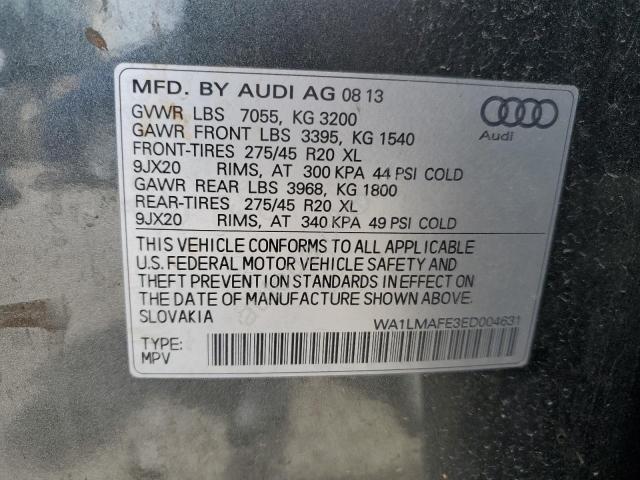 MFD. BY AUDI AG 08 13
GVWR LBS 7055, KG 3200
GAWR FRONT LBS 3395, KG 1540
FRONT-TIRES 275/45 R20 XL
9JX20 RIMS, AT 300 KPA 44 PSI COLD
GAWR REAR LBS 3968, KG 1800
REAR-TIRES 275/45 R20 XL
9JX20 RIMS, AT 340 KPA 49 PSI COLD
Audi
THIS VEHICLE CONFORMS TO ALL APPLICABLE
U.S. FEDERAL MOTOR VEHICLE SAFETY AND
THEFT PREVENTION STANDARDS IN EFFECT ON
THE DATE OF MANUFACTURE SHOWN ABOVE.
SLOVAKIA
WA1LMAFE3ED004631
TYPE:
MPV